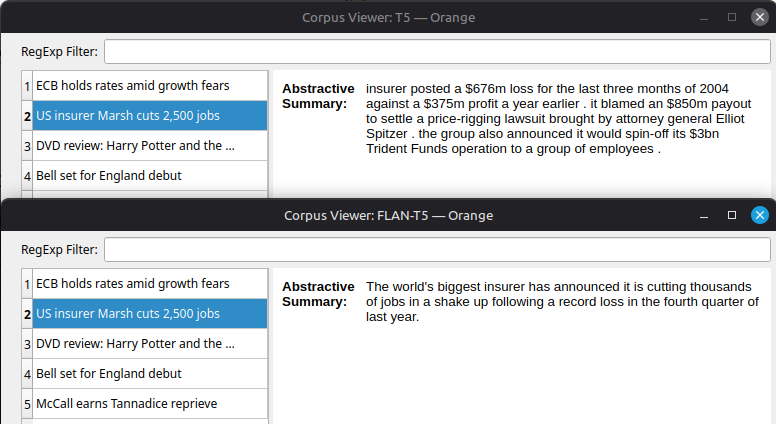 Corpus Viewer: T5 — Orange
RegExp Filter:
1 ECB holds rates amid growth fears
2 US insurer Marsh cuts 2,500 jobs
3 DVD review: Harry Potter and the ...
4 Bell set for England debut
Abstractive Summary:
insurer posted a $676m loss for the last three months of 2004
against a $375m profit a year earlier . it blamed an $850m payout
to settle a price-rigging lawsuit brought by attorney general Elliot
Spitzer . the group also announced it would spin-off its $3bn
Trident Funds operation to a group of employees .
Corpus Viewer: FLAN-T5 — Orange
RegExp Filter:
1 ECB holds rates amid growth fears
2 US insurer Marsh cuts 2,500 jobs
3 DVD review: Harry Potter and the ...
4 Bell set for England debut
5 McCall earns Tannadice reprieve
Abstractive Summary:
The world's biggest insurer has announced it is cutting thousands
of jobs in a shake up following a record loss in the fourth quarter of
last year.